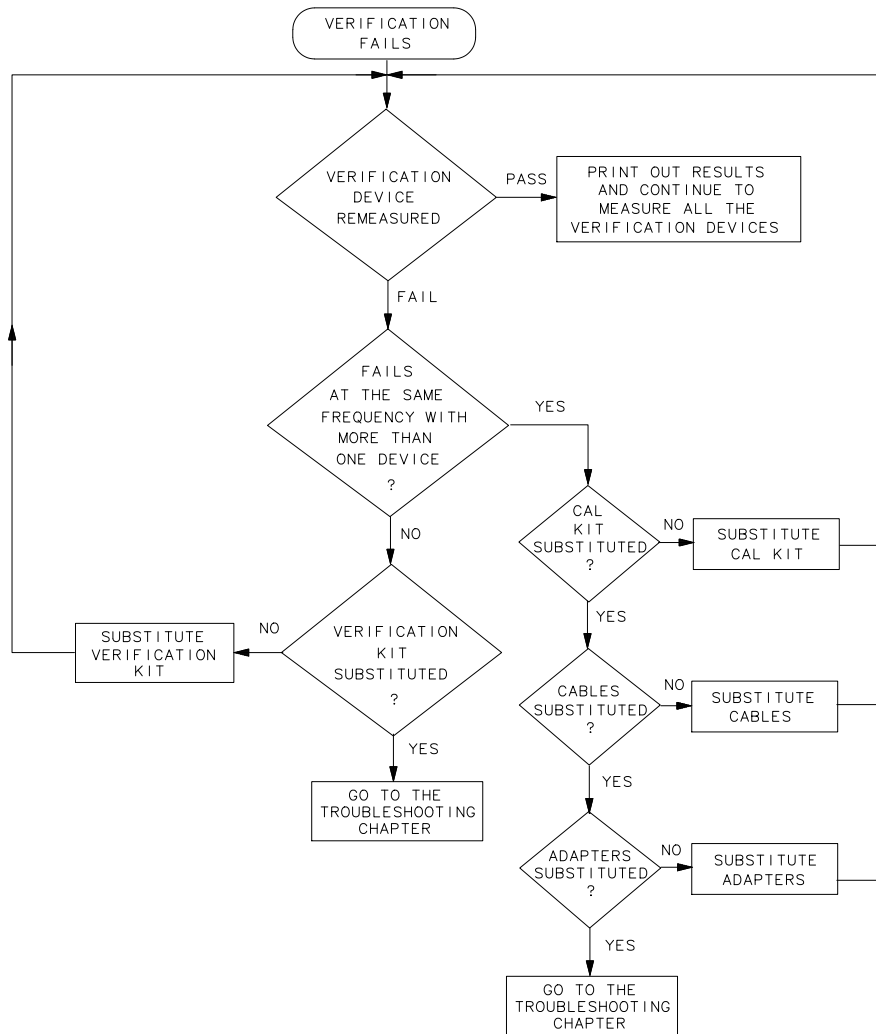 VERIFICATION
FAILS
VERIFICATION
DEVICE
REMEASURED
PASS
PRINT OUT RESULTS
AND CONTINUE TO
MEASURE ALL THE
VERIFICATION DEVICES
FAIL
FAILS
AT THE SAME
FREQUENCY WITH
MORE THAN
ONE DEVICE
?
YES
NO
CAL
KIT
SUBSTITUTED
?
NO
SUBSTITUTE
CAL KIT
YES
VERIFICATION
KIT
SUBSTITUTED
?
NO
SUBSTITUTE
VERIFICATION
KIT
YES
GO TO THE
TROUBLESHOOTING
CHAPTER
CABLES
SUBSTITUTED
?
NO
SUBSTITUTE
CABLES
YES
ADAPTERS
SUBSTITUTED
?
NO
SUBSTITUTE
ADAPTERS
YES
GO TO THE
TROUBLESHOOTING
CHAPTER